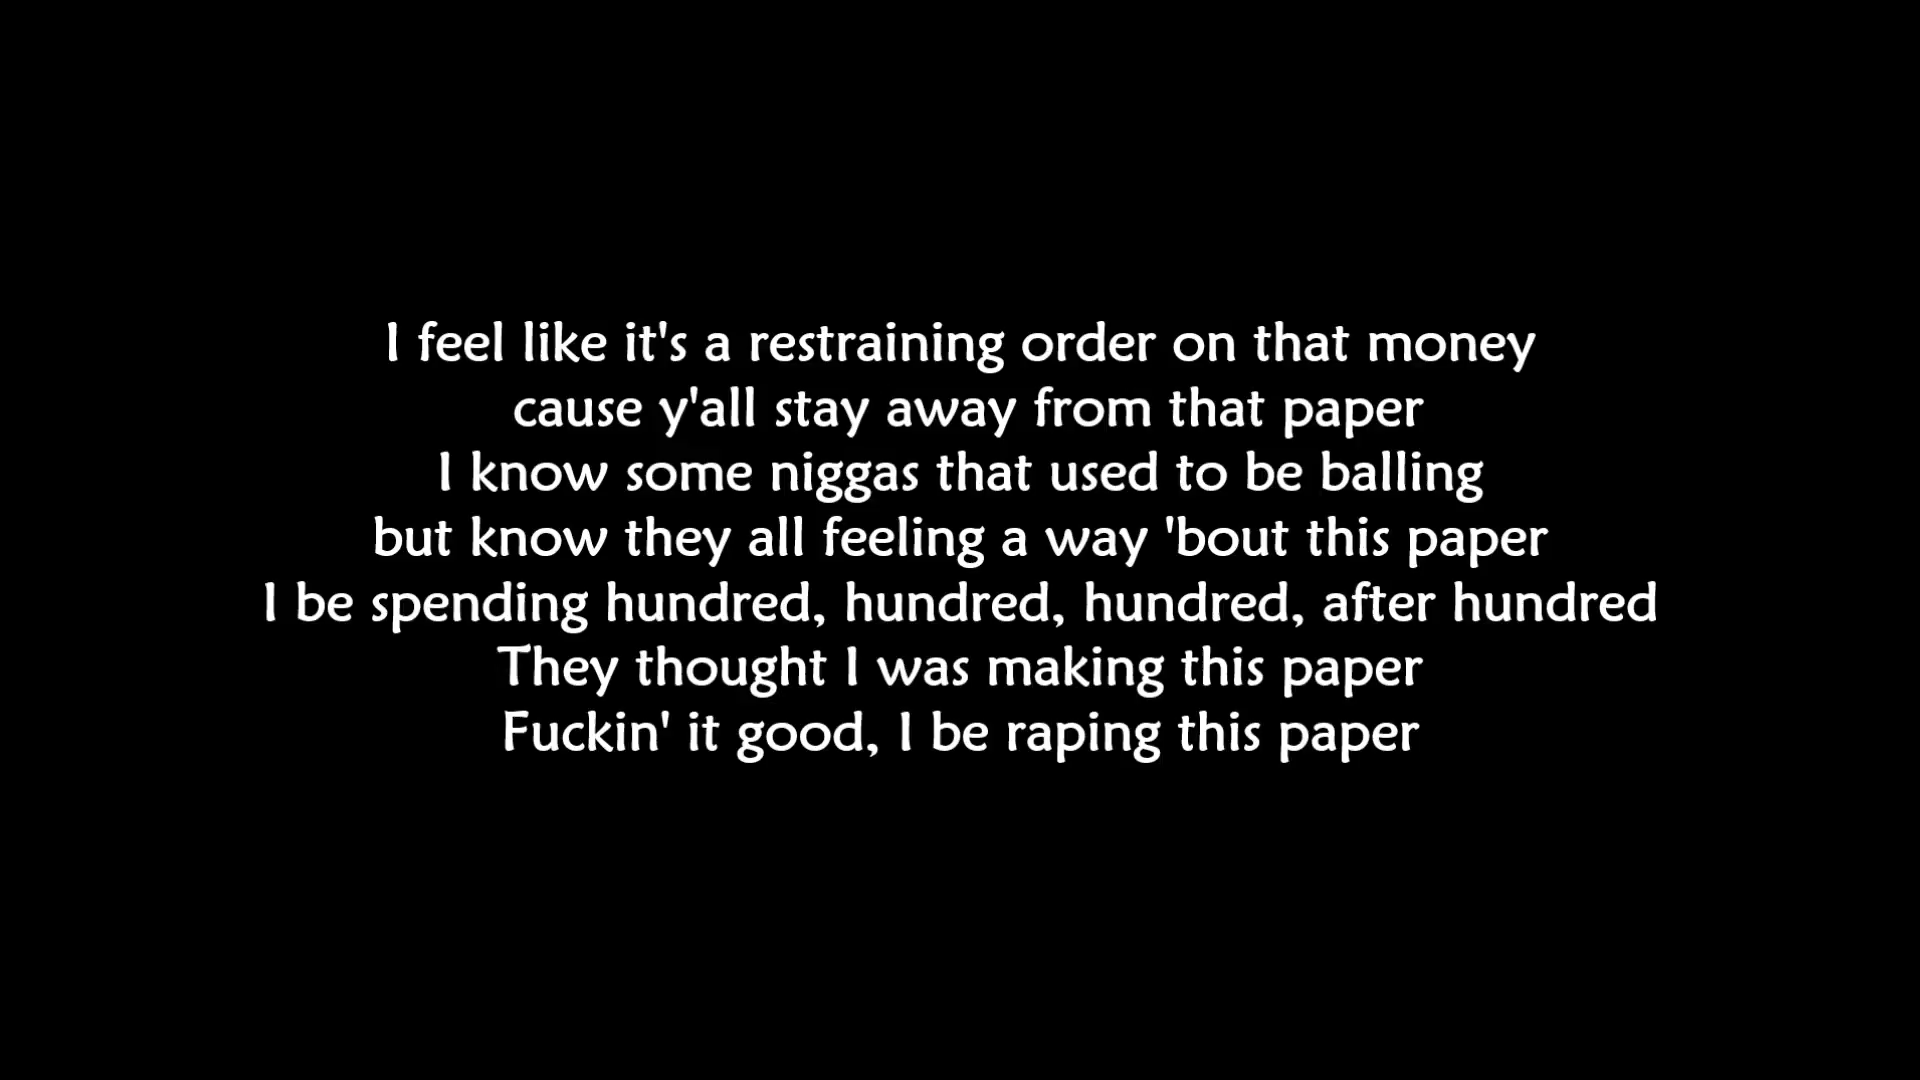 I feel like it's a restraining order on that money
cause y'all stay away from that paper
I know some niggas that used to be balling
but know they all feeling a way 'bout this paper
I be spending hundred, hundred, hundred, after hundred
They thought I was making this paper
Fuckin' it good, I be raping this paper